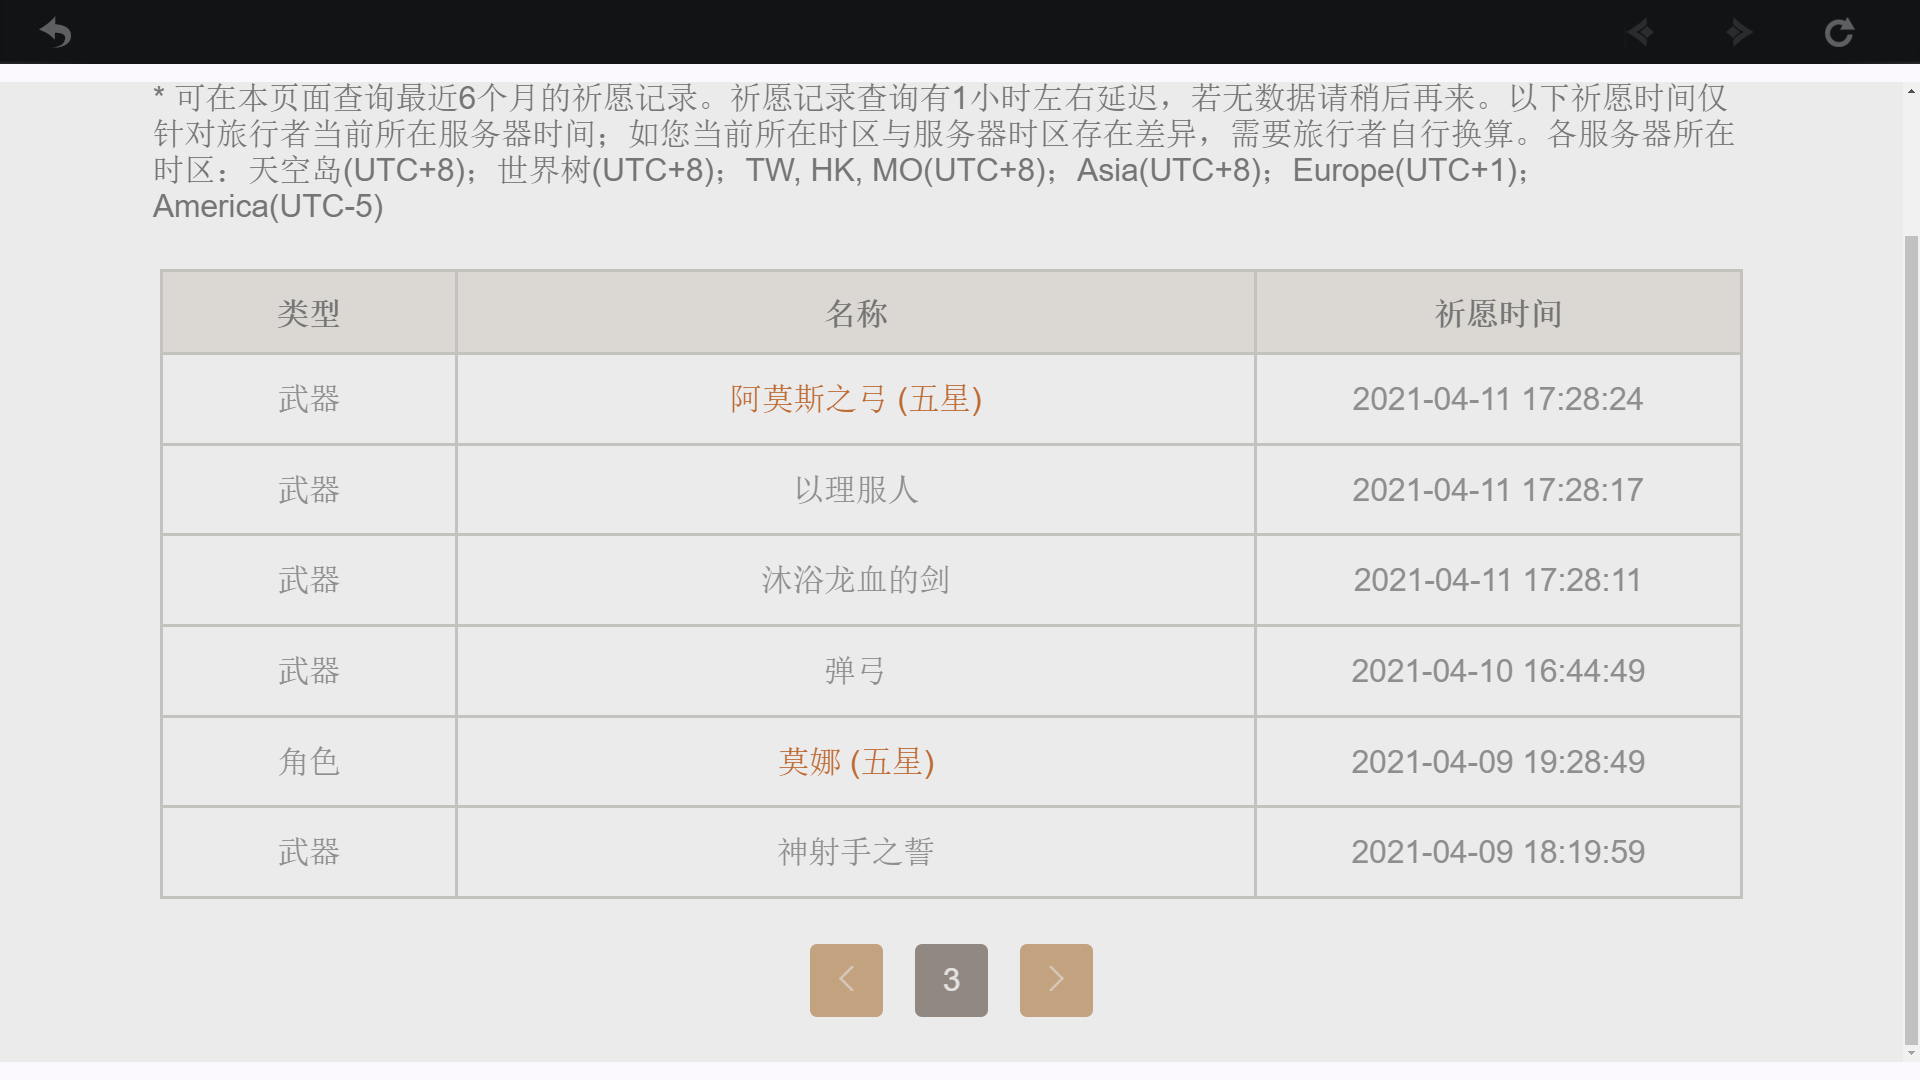 * 可在本页面查询最近6个月的祈愿记录。祈愿记录查询有1小时左右延迟，若无数据请稍后再来。以下祈愿时间仅
针对旅行者当前所在服务器时间；如您当前所在时区与服务器时区存在差异，需要旅行者自行换算。各服务器所在
时区：天空岛(UTC+8)；世界树(UTC+8)；TW, HK, MO(UTC+8)；Asia(UTC+8)；Europe(UTC+1)；
America(UTC-5)
类型 名称 祈愿时间
武器 阿莫斯之弓 (五星) 2021-04-11 17:28:24
武器 以理服人 2021-04-11 17:28:17
武器 沐浴龙血的剑 2021-04-11 17:28:11
武器 弹弓 2021-04-10 16:44:49
角色 莫娜 (五星) 2021-04-09 19:28:49
武器 神射手之誓 2021-04-09 18:19:59
3